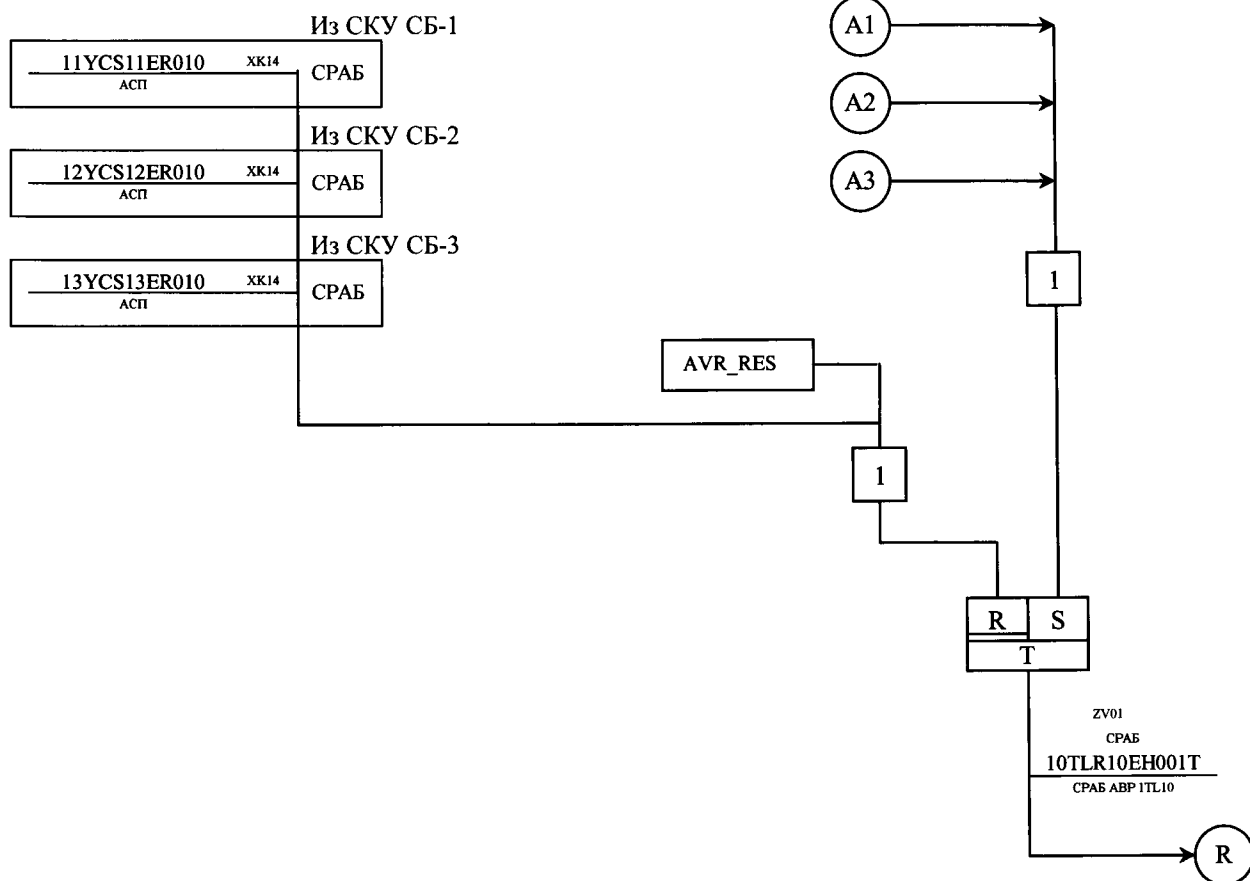 Из СКУ СБ-1
11YCS11ER010 XK14 СРАБ
АСП
Из СКУ СБ-2
12YCS12ER010 XK14 СРАБ
АСП
Из СКУ СБ-3
13YCS13ER010 XK14 СРАБ
АСП
A1
A2
A3
1
AVR_RES
1
R S
T
ZV01
СРАБ
10TLR10EH001T
СРАБ АВР 1TL10
R